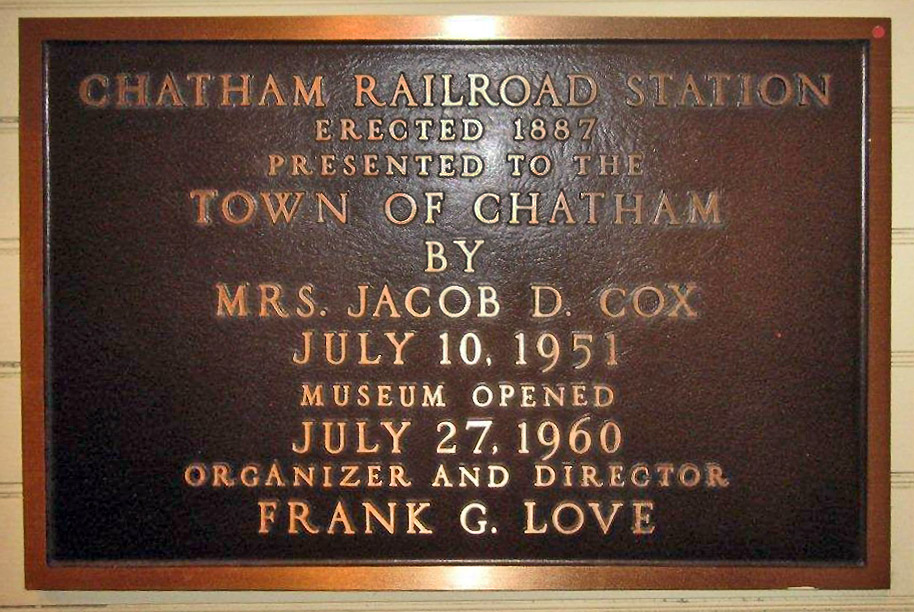 CHATHAM RAILROAD STATION
ERECTED 1887
PRESENTED TO THE
TOWN OF CHATHAM
BY
MRS. JACOB D. COX
JULY 10, 1951
MUSEUM OPENED
JULY 27, 1960
ORGANIZER AND DIRECTOR
FRANK G. LOVE